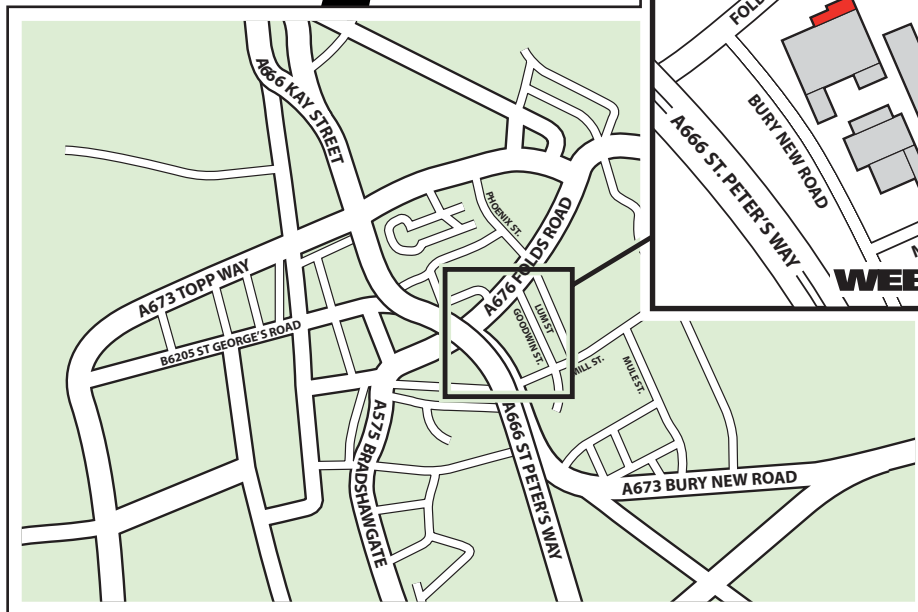 A666 KAY STREET
PHOENIX ST.
A676 FOLDS ROAD
A673 TOPP WAY
B6205 ST GEORGE'S ROAD
LUM ST
GOODWIN ST.
MILL ST.
MULE ST.
A575 BRADSHAWGATE
A666 ST PETER'S WAY
A673 BURY NEW ROAD
BURY NEW ROAD
A666 ST. PETER'S WAY